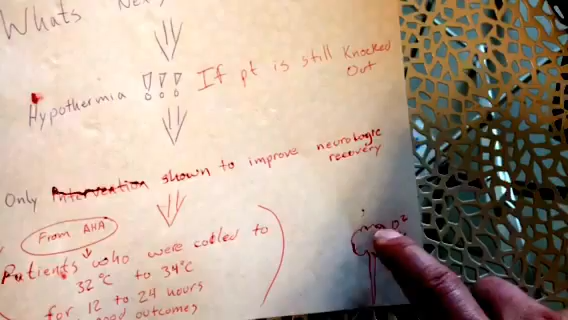 Whats Nex
Hypothermia !!! If pt is still Knocked
Out
Only Intervention shown to improve neurologic
recovery
From AHA
Patients who were cooled to
32°C to 34°C
for 12 to 24 hours
good outcomes